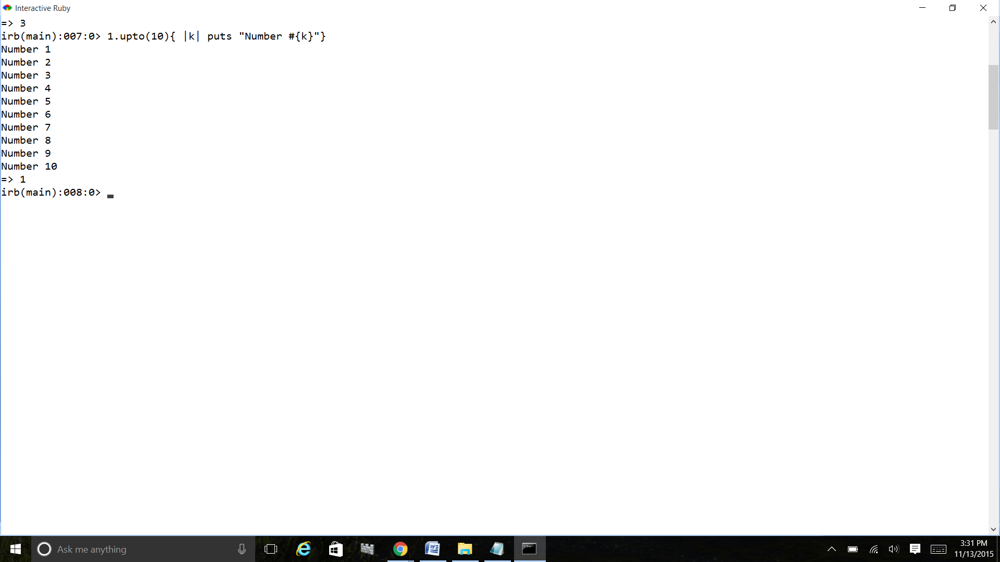 Interactive Ruby
=> 3
irb(main):007:0> 1.upto(10){ |k| puts "Number #{k}"}
Number 1
Number 2
Number 3
Number 4
Number 5
Number 6
Number 7
Number 8
Number 9
Number 10
=> 1
irb(main):008:0>
Ask me anything
3:31 PM
11/13/2015